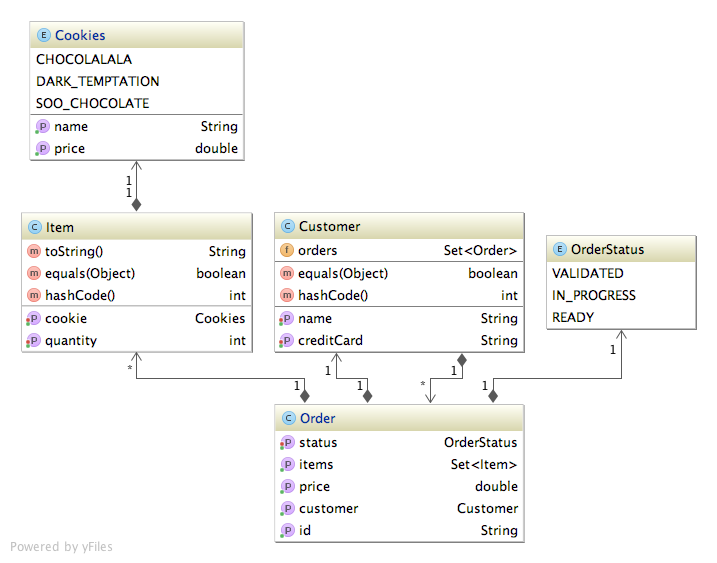 E Cookies
CHOCOLALALA
DARK_TEMPTATION
SOO_CHOCOLATE
P name String
P price double
1
1
C Item
m toString() String
m equals(Object) boolean
m hashCode() int
P cookie Cookies
P quantity int
C Customer
f orders Set<Order>
m equals(Object) boolean
m hashCode() int
P name String
P creditCard String
E OrderStatus
VALIDATED
IN_PROGRESS
READY
* 1 1 1 * 1 1 1
C Order
P status OrderStatus
P items Set<Item>
P price double
P customer Customer
P id String
Powered by yFiles